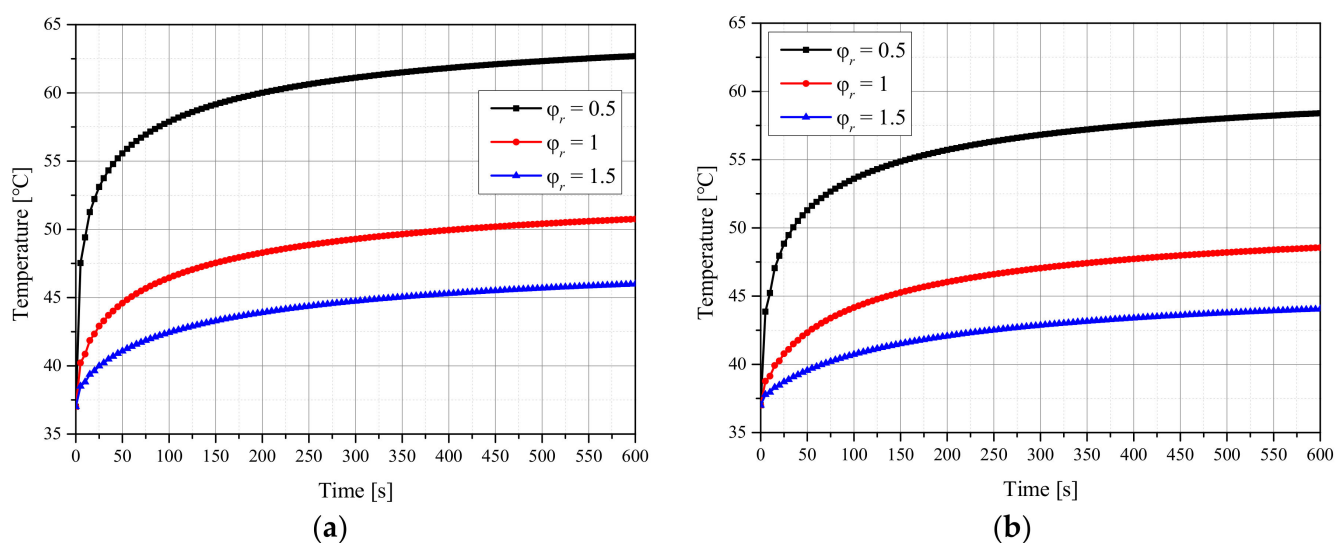 65
60
55
50
45
40
35
Temperature [°C]
φr = 0.5
φr = 1
φr = 1.5
0 50 100 150 200 250 300 350 400 450 500 550 600
Time [s]
(a)
65
60
55
50
45
40
35
Temperature [°C]
φr = 0.5
φr = 1
φr = 1.5
0 50 100 150 200 250 300 350 400 450 500 550 600
Time [s]
(b)